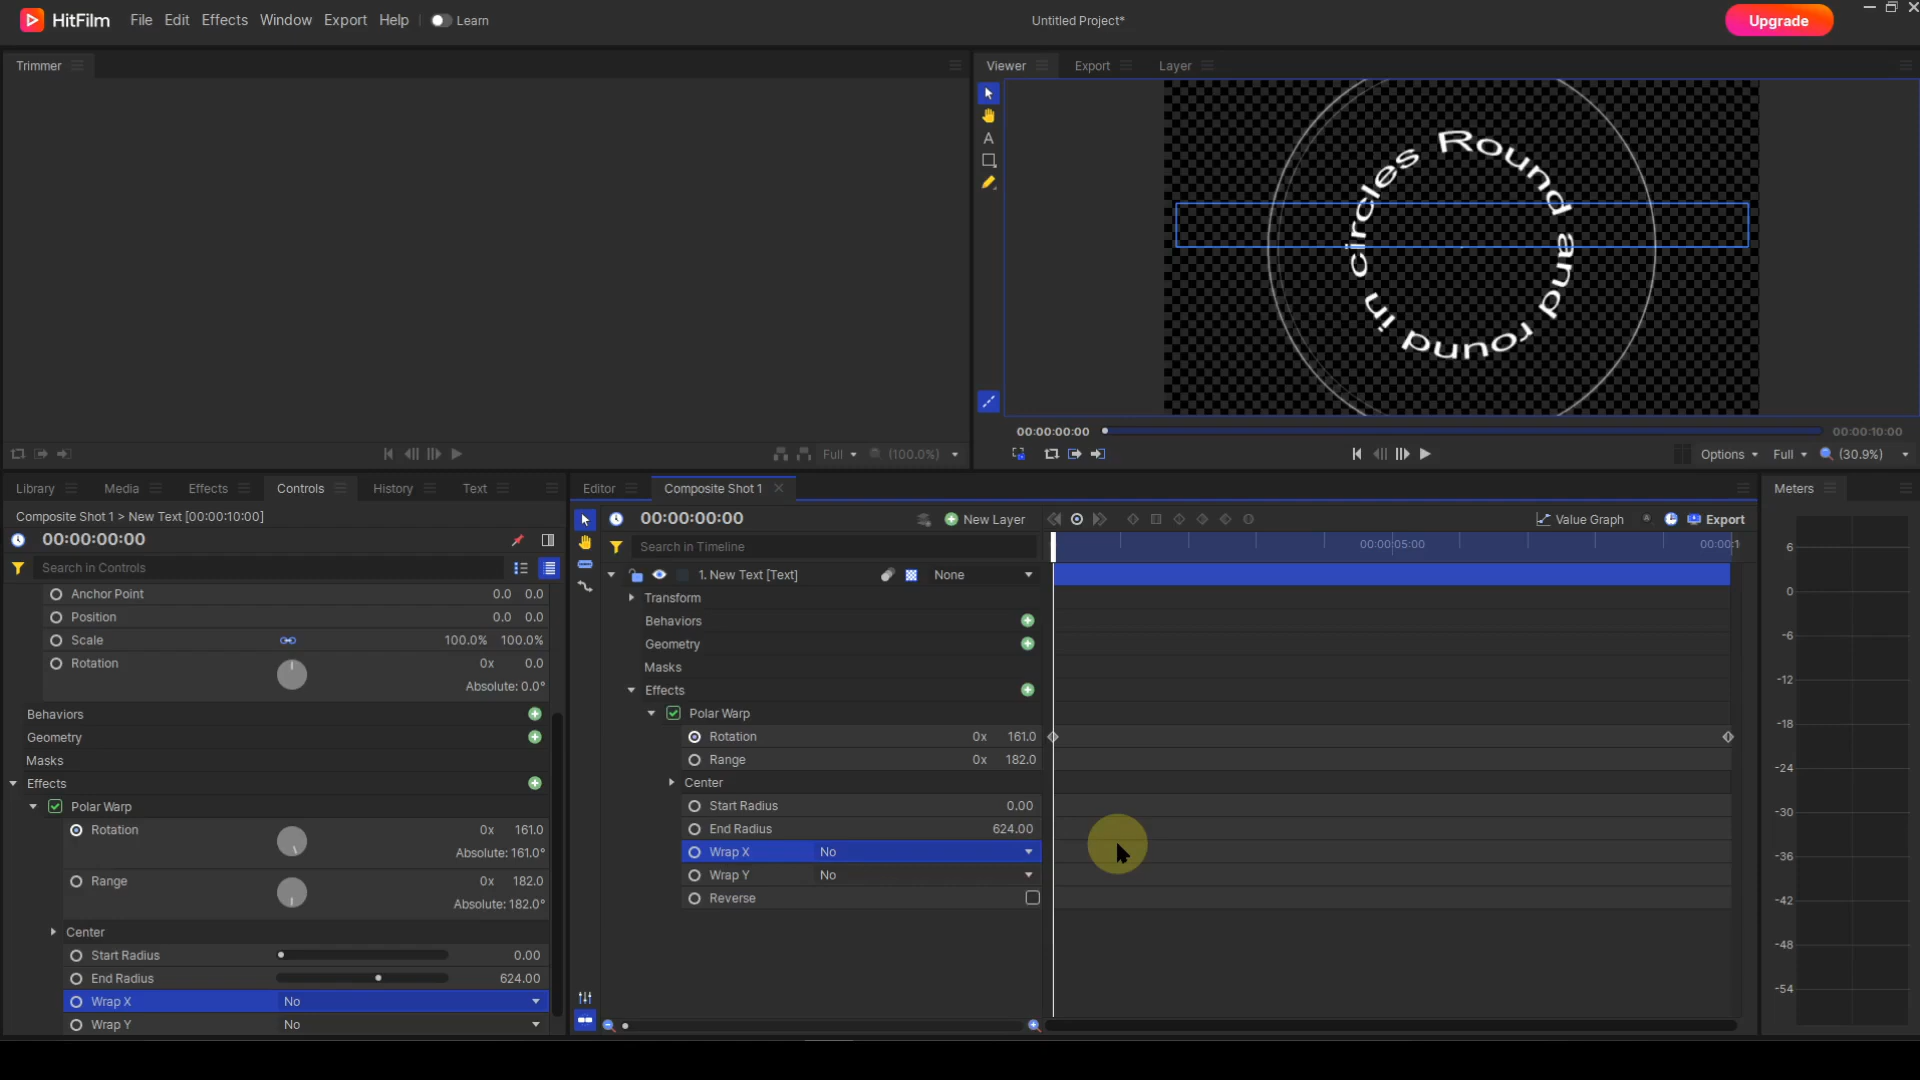 HitFilm File Edit Effects Window Export Help Learn Untitled Project* Upgrade
Trimmer
Viewer Export Layer
Round and round in circles
00:00:00:00 00:00:10:00
Full (100.0%)
Options Full (30.9%)
Library Media Effects Controls History Text
Composite Shot 1 > New Text [00:00:10:00]
00:00:00:00
Search in Controls
Anchor Point 0.0 0.0
Position 0.0 0.0
Scale 100.0% 100.0%
Rotation 0x 0.0
Absolute: 0.0°
Behaviors
Geometry
Masks
Effects
Polar Warp
Rotation 0x 161.0
Absolute: 161.0°
Range 0x 182.0
Absolute: 182.0°
Center
Start Radius 0.00
End Radius 624.00
Wrap X No
Wrap Y No
Editor Composite Shot 1
00:00:00:00 New Layer Value Graph Export
Search in Timeline 00:00:05:00 00:00:1
1. New Text [Text] None
Transform
Behaviors
Geometry
Masks
Effects
Polar Warp
Rotation 0x 161.0
Range 0x 182.0
Center
Start Radius 0.00
End Radius 624.00
Wrap X No
Wrap Y No
Reverse
Meters
6
0
-6
-12
-18
-24
-30
-36
-42
-48
-54